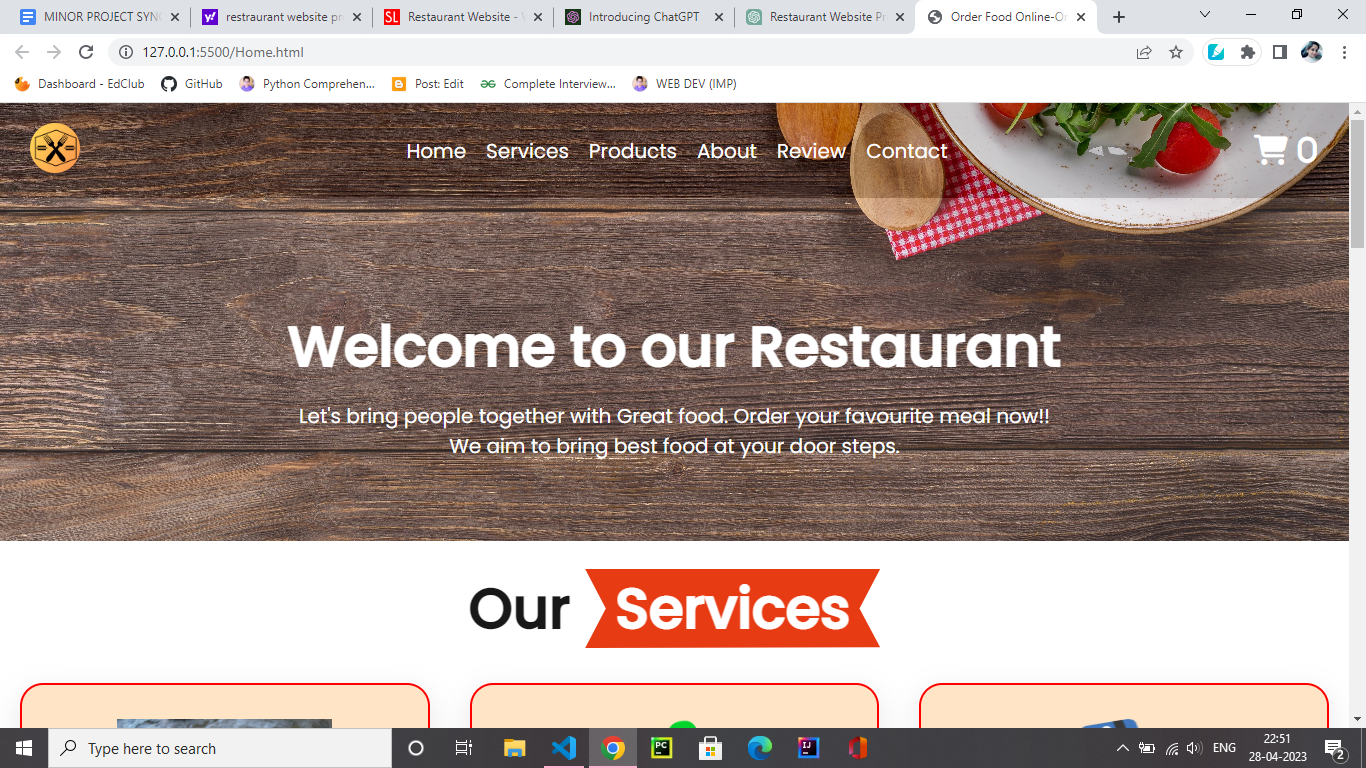 MINOR PROJECT SYNO
restraurant website pr
SL Restaurant Website - V
Introducing ChatGPT
Restaurant Website Pr
Order Food Online-Or
127.0.0.1:5500/Home.html
Dashboard - EdClub
GitHub
Python Comprehen...
Post: Edit
Complete Interview...
WEB DEV (IMP)
Home Services Products About Review Contact
0
Welcome to our Restaurant
Let's bring people together with Great food. Order your favourite meal now!!
We aim to bring best food at your door steps.
Our Services
Type here to search
PC
IJ
ENG
22:51
28-04-2023
2